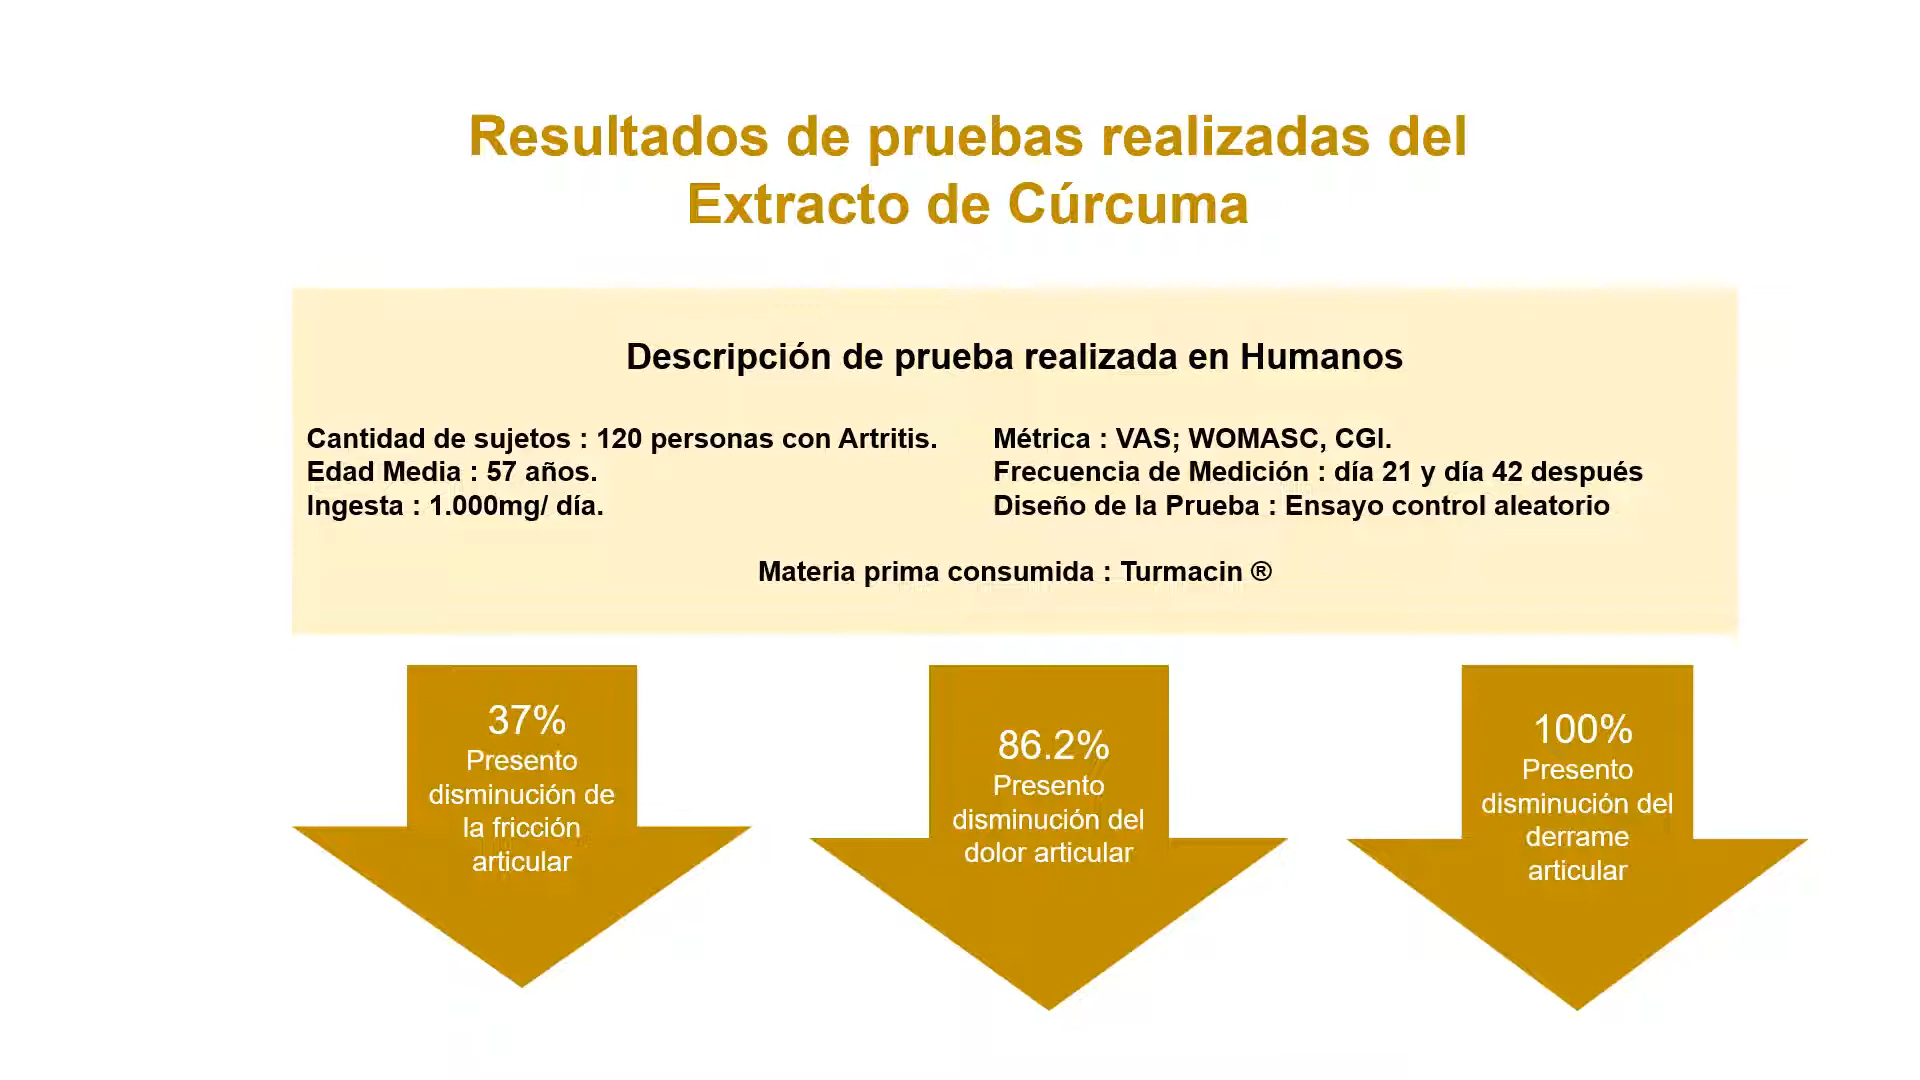 Resultados de pruebas realizadas del
Extracto de Cúrcuma
Descripción de prueba realizada en Humanos
Cantidad de sujetos : 120 personas con Artritis.
Edad Media : 57 años.
Ingesta : 1.000mg/ día.
Métrica : VAS; WOMASC, CGI.
Frecuencia de Medición : día 21 y día 42 después
Diseño de la Prueba : Ensayo control aleatorio
Materia prima consumida : Turmacin ®
37%
Presento
disminución de
la fricción
articular
86.2%
Presento
disminución del
dolor articular
100%
Presento
disminución del
derrame
articular